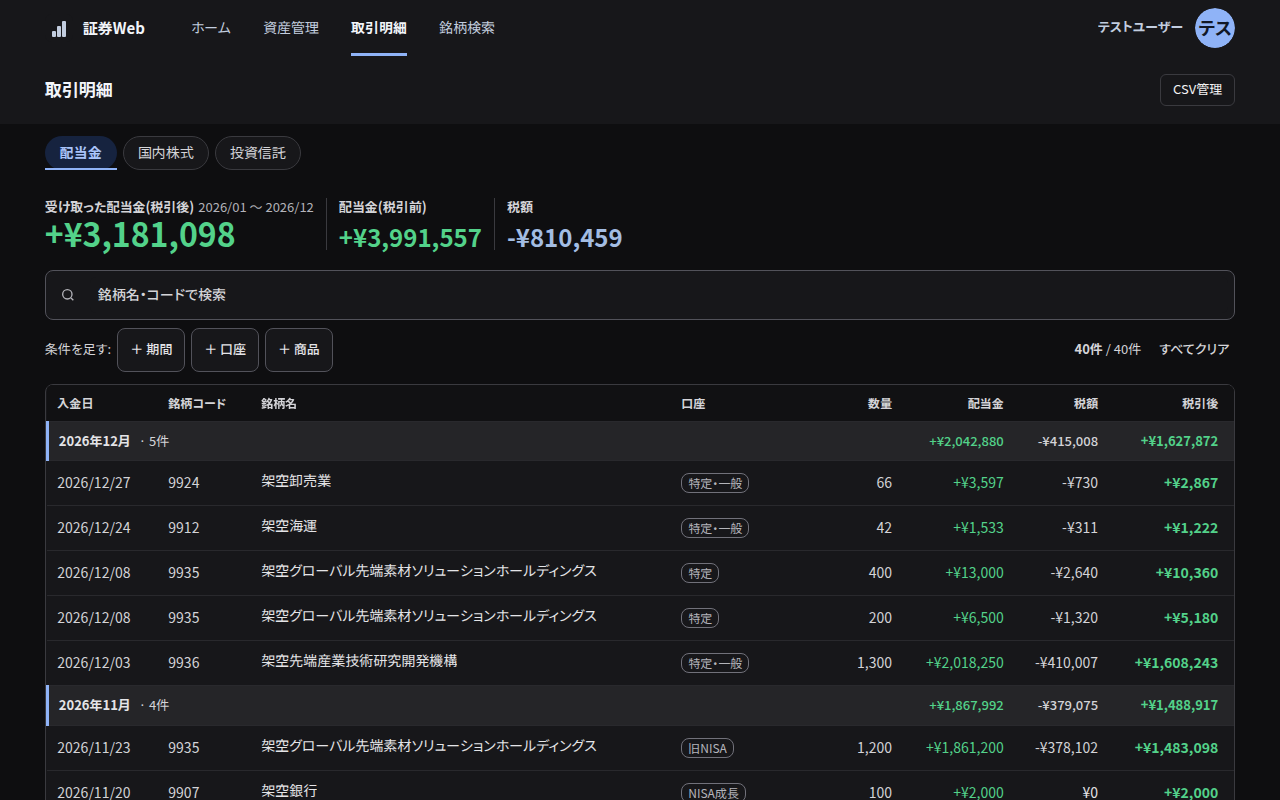 証券Web ホーム 資産管理 取引明細 銘柄検索 テストユーザー テス
取引明細 CSV管理
配当金 国内株式 投資信託
受け取った配当金(税引後) 2026/01 〜 2026/12 配当金(税引前) 税額
+¥3,181,098 +¥3,991,557 -¥810,459
銘柄名・コードで検索
条件を足す: + 期間 + 口座 + 商品 40件 / 40件 すべてクリア
入金日 銘柄コード 銘柄名 口座 数量 配当金 税額 税引後
2026年12月 · 5件 +¥2,042,880 -¥415,008 +¥1,627,872
2026/12/27 9924 架空卸売業 特定・一般 66 +¥3,597 -¥730 +¥2,867
2026/12/24 9912 架空海運 特定・一般 42 +¥1,533 -¥311 +¥1,222
2026/12/08 9935 架空グローバル先端素材ソリューションホールディングス 特定 400 +¥13,000 -¥2,640 +¥10,360
2026/12/08 9935 架空グローバル先端素材ソリューションホールディングス 特定 200 +¥6,500 -¥1,320 +¥5,180
2026/12/03 9936 架空先端産業技術研究開発機構 特定・一般 1,300 +¥2,018,250 -¥410,007 +¥1,608,243
2026年11月 · 4件 +¥1,867,992 -¥379,075 +¥1,488,917
2026/11/23 9935 架空グローバル先端素材ソリューションホールディングス 旧NISA 1,200 +¥1,861,200 -¥378,102 +¥1,483,098
2026/11/20 9907 架空銀行 NISA成長 100 +¥2,000 ¥0 +¥2,000